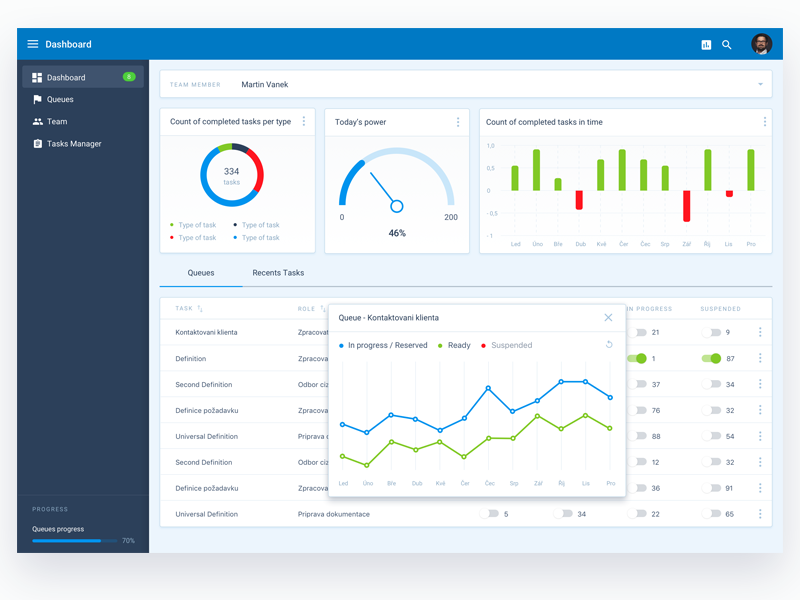 Dashboard
Dashboard
8
Queues
Team
Tasks Manager
PROGRESS
Queues progress
70%
TEAM MEMBER Martin Vanek
Count of completed tasks per type
334
tasks
Type of task Type of task
Type of task Type of task
Today's power
0 200
46%
Count of completed tasks in time
1,0
0.5
0
- 0.5
- 1
Led Úno Bře Dub Kvě Čer Čec Srp Zář Říj Lis Pro
Queues Recents Tasks
TASK ROLE IN PROGRESS SUSPENDED
Kontaktovani klienta Zpracovat 21 9
Definition Zpracova 1 87
Second Definition Odbor ciz 37 34
Definice požadavku Zpracova 76 32
Universal Definition Priprava d 88 54
Second Definition Odbor ciz 12 32
Definice požadavku Zpracova 36 91
Universal Definition Priprava dokumentace 5 34 22 65
Queue - Kontaktovani klienta
In progress / Reserved Ready Suspended
Led Úno Bře Dub Kvě Čer Čec Srp Zář Říj Lis Pro